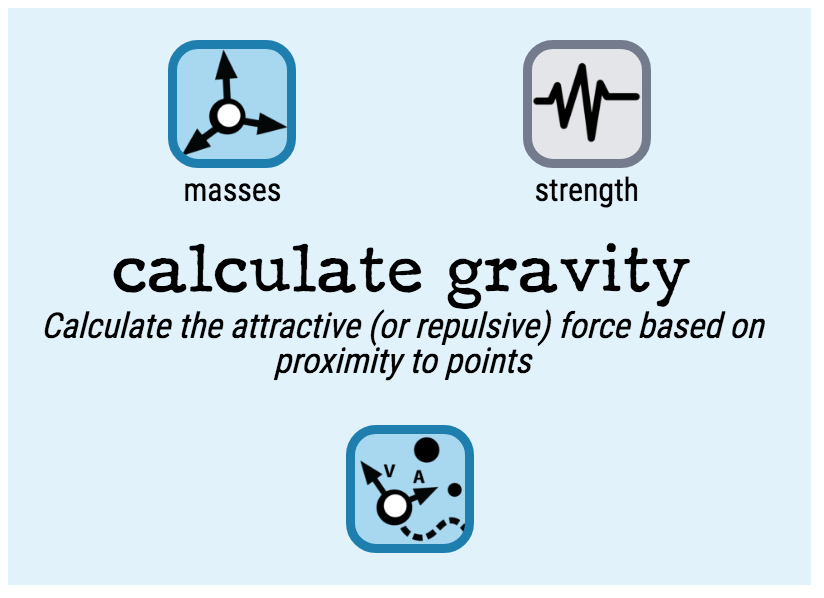 masses
strength
calculate gravity
Calculate the attractive (or repulsive) force based on
proximity to points
V
A